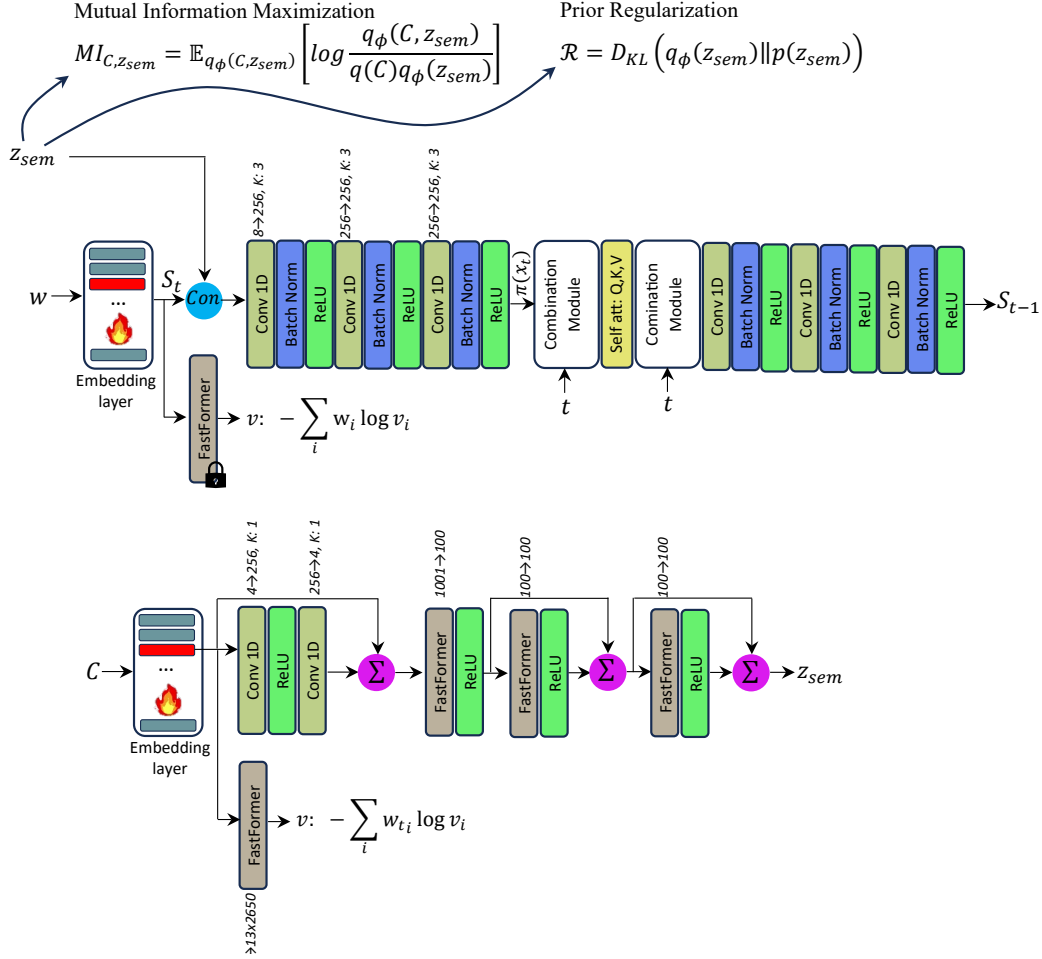 Mutual Information Maximization
Prior Regularization
MI_{C,z_{sem}} = 𝔼_{q_ϕ(C,z_{sem})} [log q_ϕ(C, z_{sem}) / q(C)q_ϕ(z_{sem})]
ℛ = D_{KL} (q_ϕ(z_{sem})‖p(z_{sem}))
z_{sem}
8→256, K: 3
256→256, K: 3
256→256, K: 3
w
...
Embedding
layer
S_t
Con
Conv 1D
Batch Norm
ReLU
Conv 1D
Batch Norm
ReLU
Conv 1D
Batch Norm
ReLU
π(x_t)
Combination
Module
Self att: Q,K,V
Comination
Module
Conv 1D
Batch Norm
ReLU
Conv 1D
Batch Norm
ReLU
Conv 1D
Batch Norm
ReLU
S_{t−1}
t
t
FastFormer
v: − ∑_i w_i log v_i
4→256, K: 1
256→4, K: 1
1001→100
100→100
100→100
C
...
Embedding
layer
Conv 1D
ReLU
Conv 1D
Σ
FastFormer
ReLU
FastFormer
ReLU
Σ
FastFormer
ReLU
Σ
z_{sem}
FastFormer
v: − ∑_i w_{t_i} log v_i
→13x2650